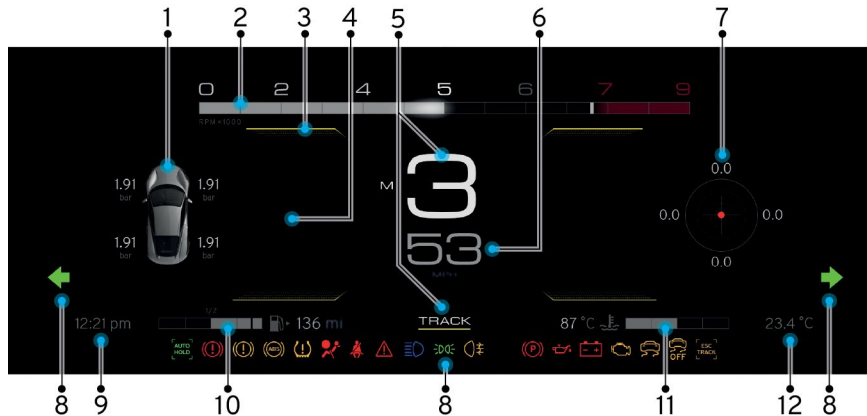 1 2 3 4 5 6 7
0 2 4 5 6 7 9
RPM×1000
0.0
1.91 bar 1.91 bar
M 3
0.0 0.0
53
MPH
1.91 bar 1.91 bar
0.0
1/2
12:21 pm 136 mi TRACK 87 °C 23.4 °C
AUTO HOLD ABS P OFF ESC TRACK
8 9 10 8 11 12 8